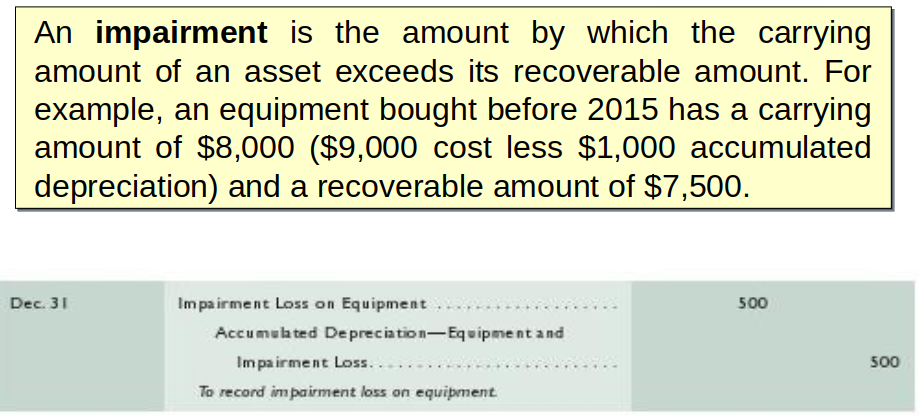 An impairment is the amount by which the carrying
amount of an asset exceeds its recoverable amount. For
example, an equipment bought before 2015 has a carrying
amount of $8,000 ($9,000 cost less $1,000 accumulated
depreciation) and a recoverable amount of $7,500.
Dec. 31 Impairment Loss on Equipment .................... 500
Accumulated Depreciation—Equipment and
Impairment Loss........................... 500
To record impairment loss on equipment.